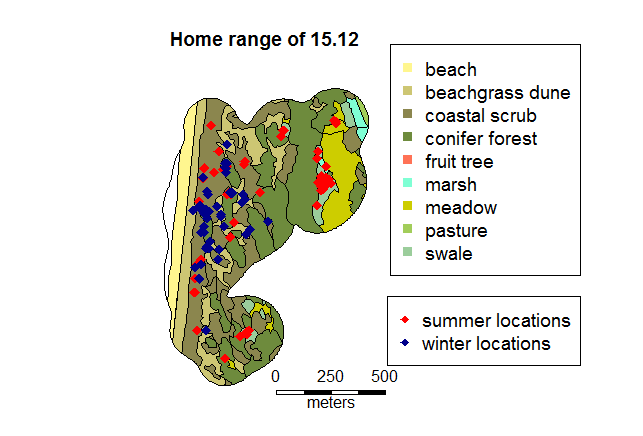 Home range of 15.12
beach
beachgrass dune
coastal scrub
conifer forest
fruit tree
marsh
meadow
pasture
swale
summer locations
winter locations
0 250 500
meters